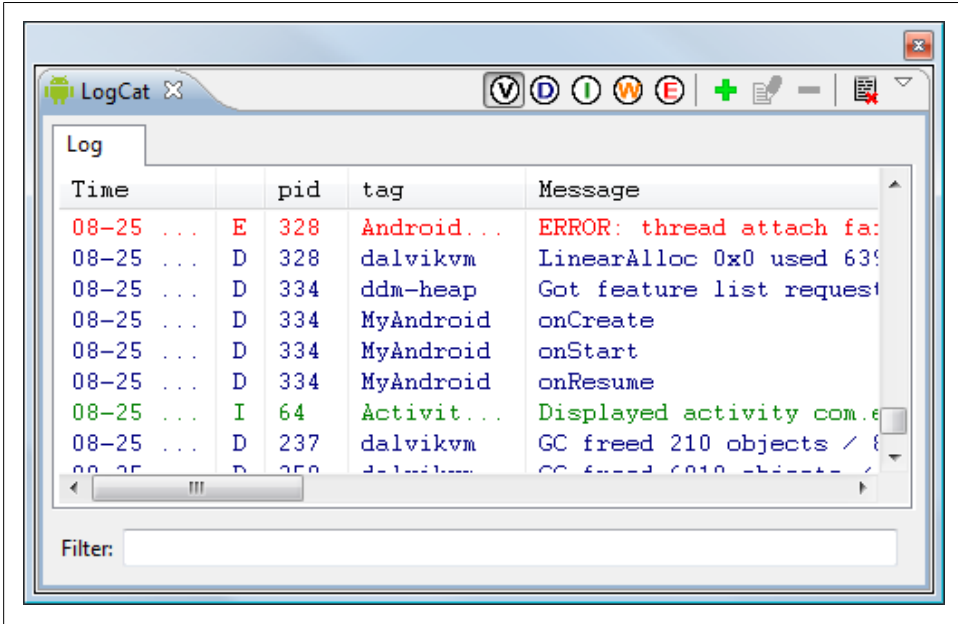 LogCat V D I W E
Log
Time pid tag Message
08-25 ... E 328 Android... ERROR: thread attach fa
08-25 ... D 328 dalvikvm LinearAlloc 0x0 used 639
08-25 ... D 334 ddm-heap Got feature list request
08-25 ... D 334 MyAndroid onCreate
08-25 ... D 334 MyAndroid onStart
08-25 ... D 334 MyAndroid onResume
08-25 ... I 64 Activit... Displayed activity com.e
08-25 ... D 237 dalvikvm GC freed 210 objects / 8
Filter: